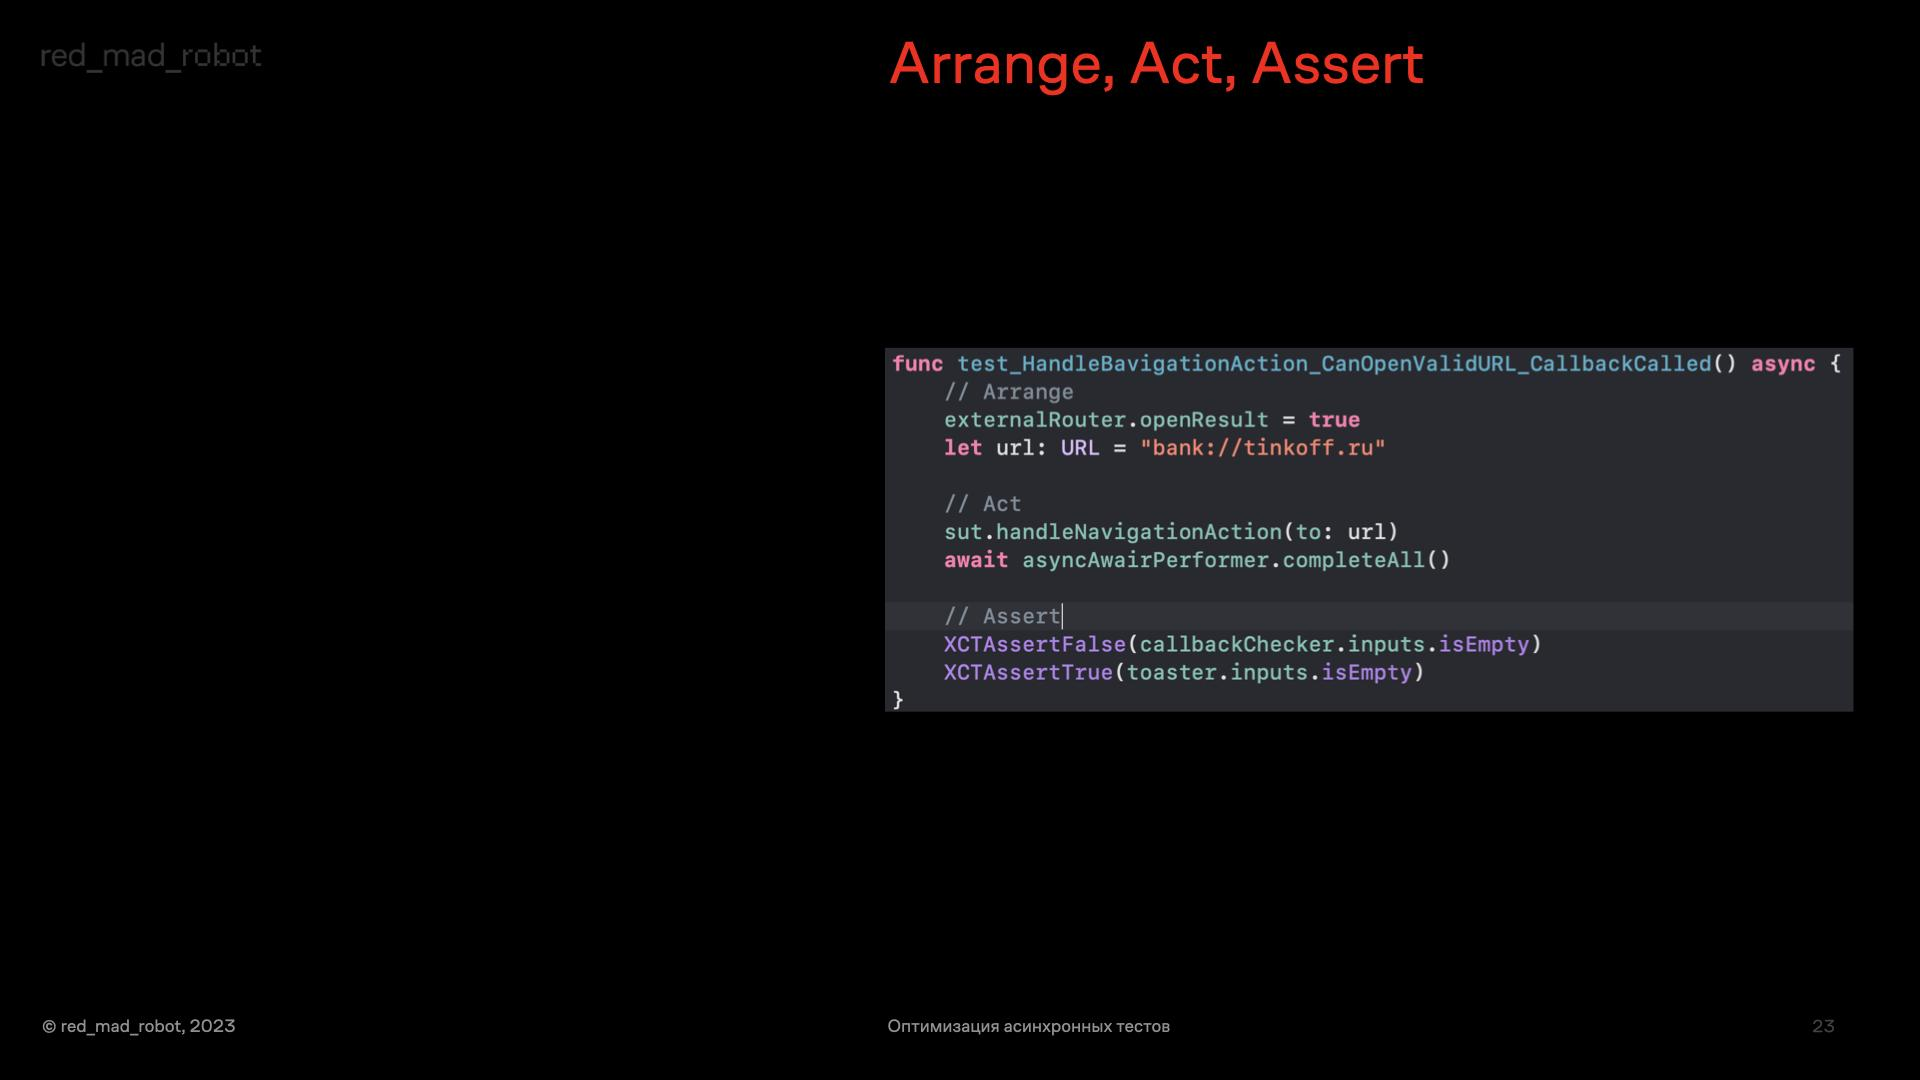 red_mad_robot
Arrange, Act, Assert
func test_HandleBavigationAction_CanOpenValidURL_CallbackCalled() async {
    // Arrange
    externalRouter.openResult = true
    let url: URL = "bank://tinkoff.ru"
    // Act
    sut.handleNavigationAction(to: url)
    await asyncAwairPerformer.completeAll()
    // Assert
    XCTAssertFalse(callbackChecker.inputs.isEmpty)
    XCTAssertTrue(toaster.inputs.isEmpty)
}
© red_mad_robot, 2023
Оптимизация асинхронных тестов
23